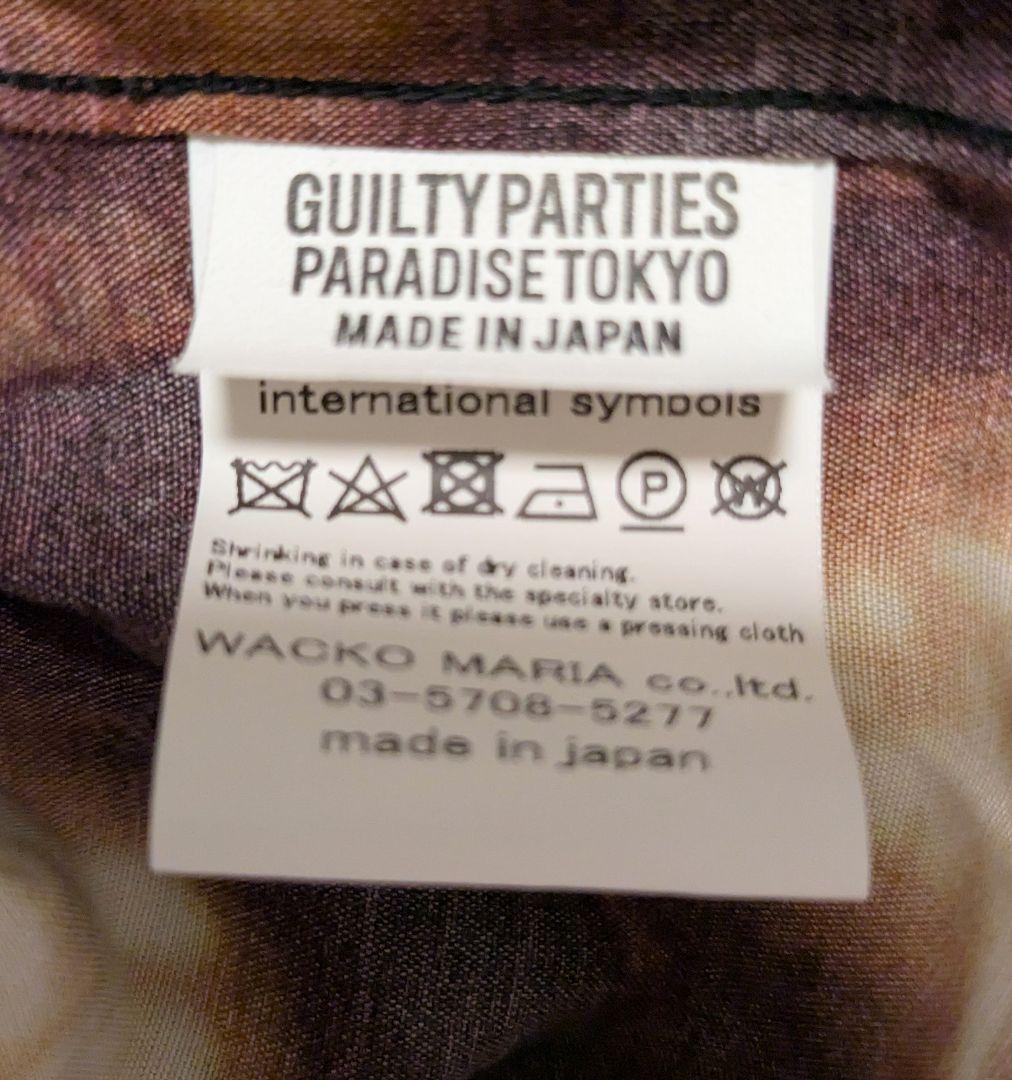 GUILTY PARTIES
PARADISE TOKYO
MADE IN JAPAN
international symbols
P W
Shrinking in case of dry cleaning.
Please consult with the specialty store.
When you press it please use a pressing cloth
WACKO MARIA co.,ltd.
03-5708-5277
made in japan